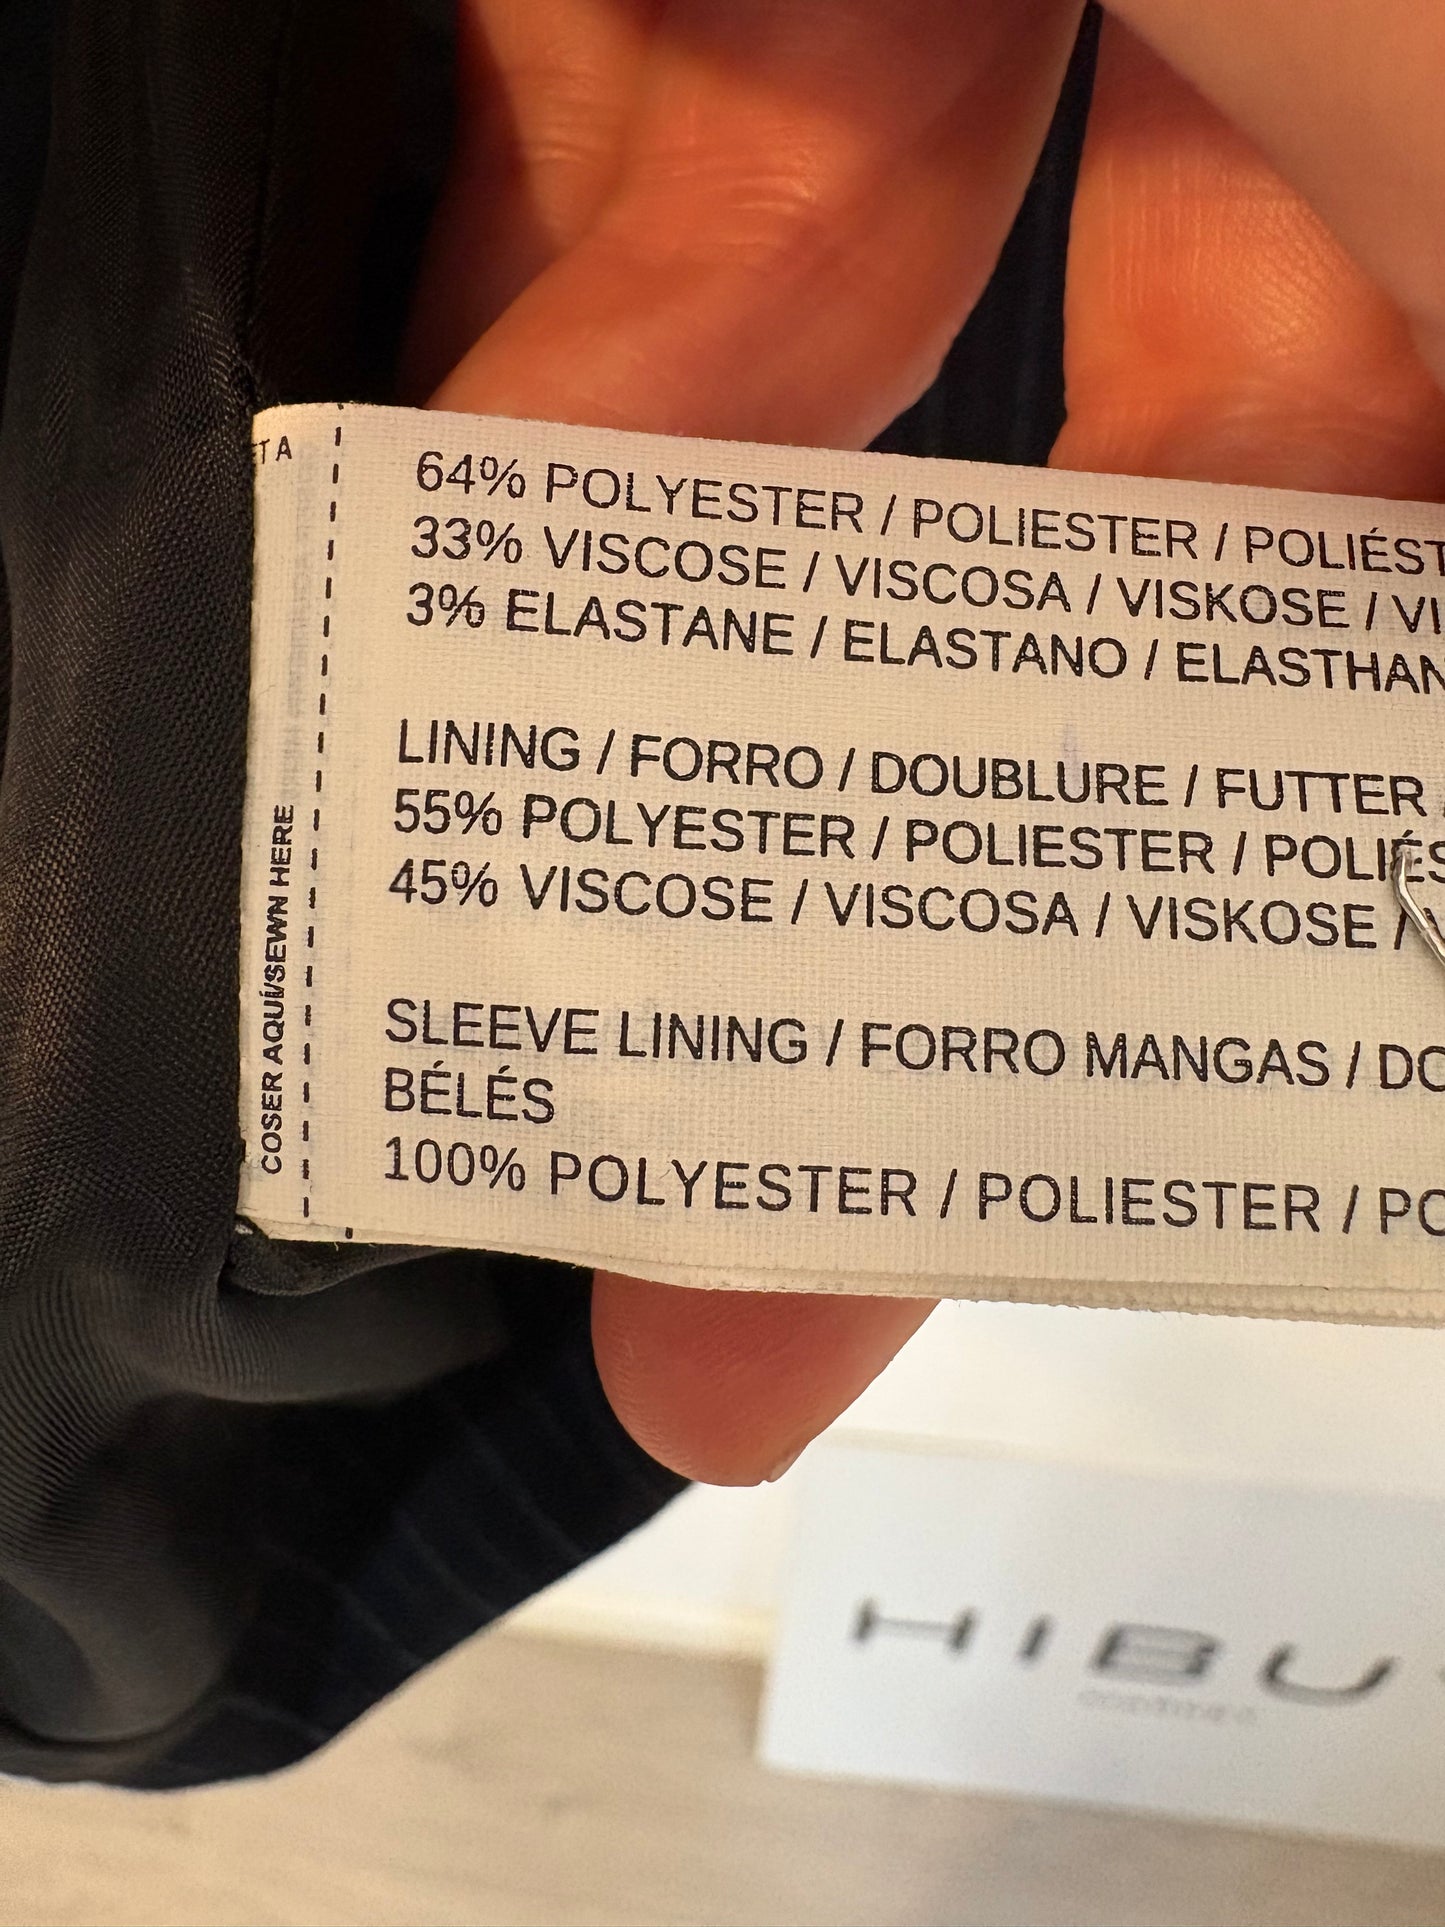 TA
64% POLYESTER / POLIESTER / POLIÉST
33% VISCOSE / VISCOSA / VISKOSE / VI
3% ELASTANE / ELASTANO / ELASTHAN
LINING / FORRO / DOUBLURE / FUTTER
55% POLYESTER / POLIESTER / POLIÉS
45% VISCOSE / VISCOSA / VISKOSE /
SLEEVE LINING / FORRO MANGAS / DO
BÉLÉS
100% POLYESTER / POLIESTER / PO
COSER AQUÍ/SEWN HERE
HIBU